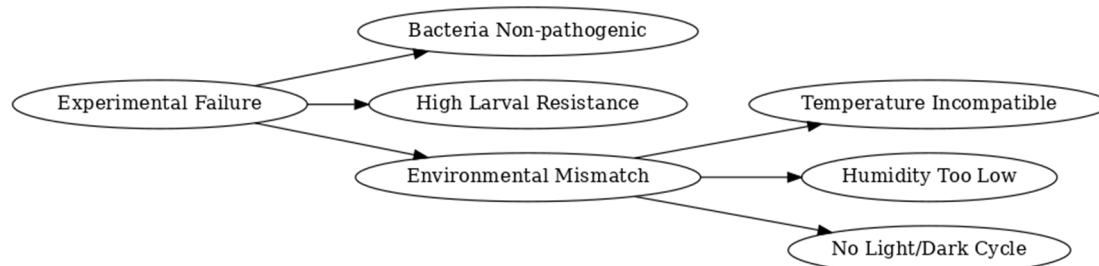 Bacteria Non-pathogenic
Experimental Failure
High Larval Resistance
Temperature Incompatible
Environmental Mismatch
Humidity Too Low
No Light/Dark Cycle